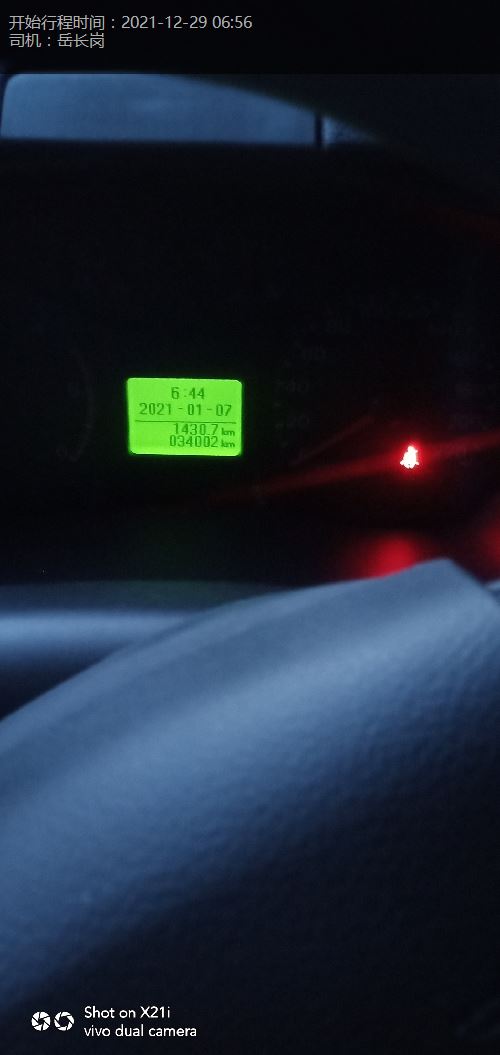 开始行程时间：2021-12-29 06:56
司机：岳长岗
6:44
2021-01-07
1430.7 km
034002 km
Shot on X21i
vivo dual camera